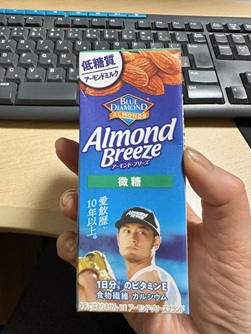 低糖質
アーモンドミルク
BLUE DIAMOND
ALMONDS
Almond
Breeze
アーモンド・ブリーズ
微糖
愛飲歴
10年以上。
1日分のビタミンE
食物繊維 カルシウム